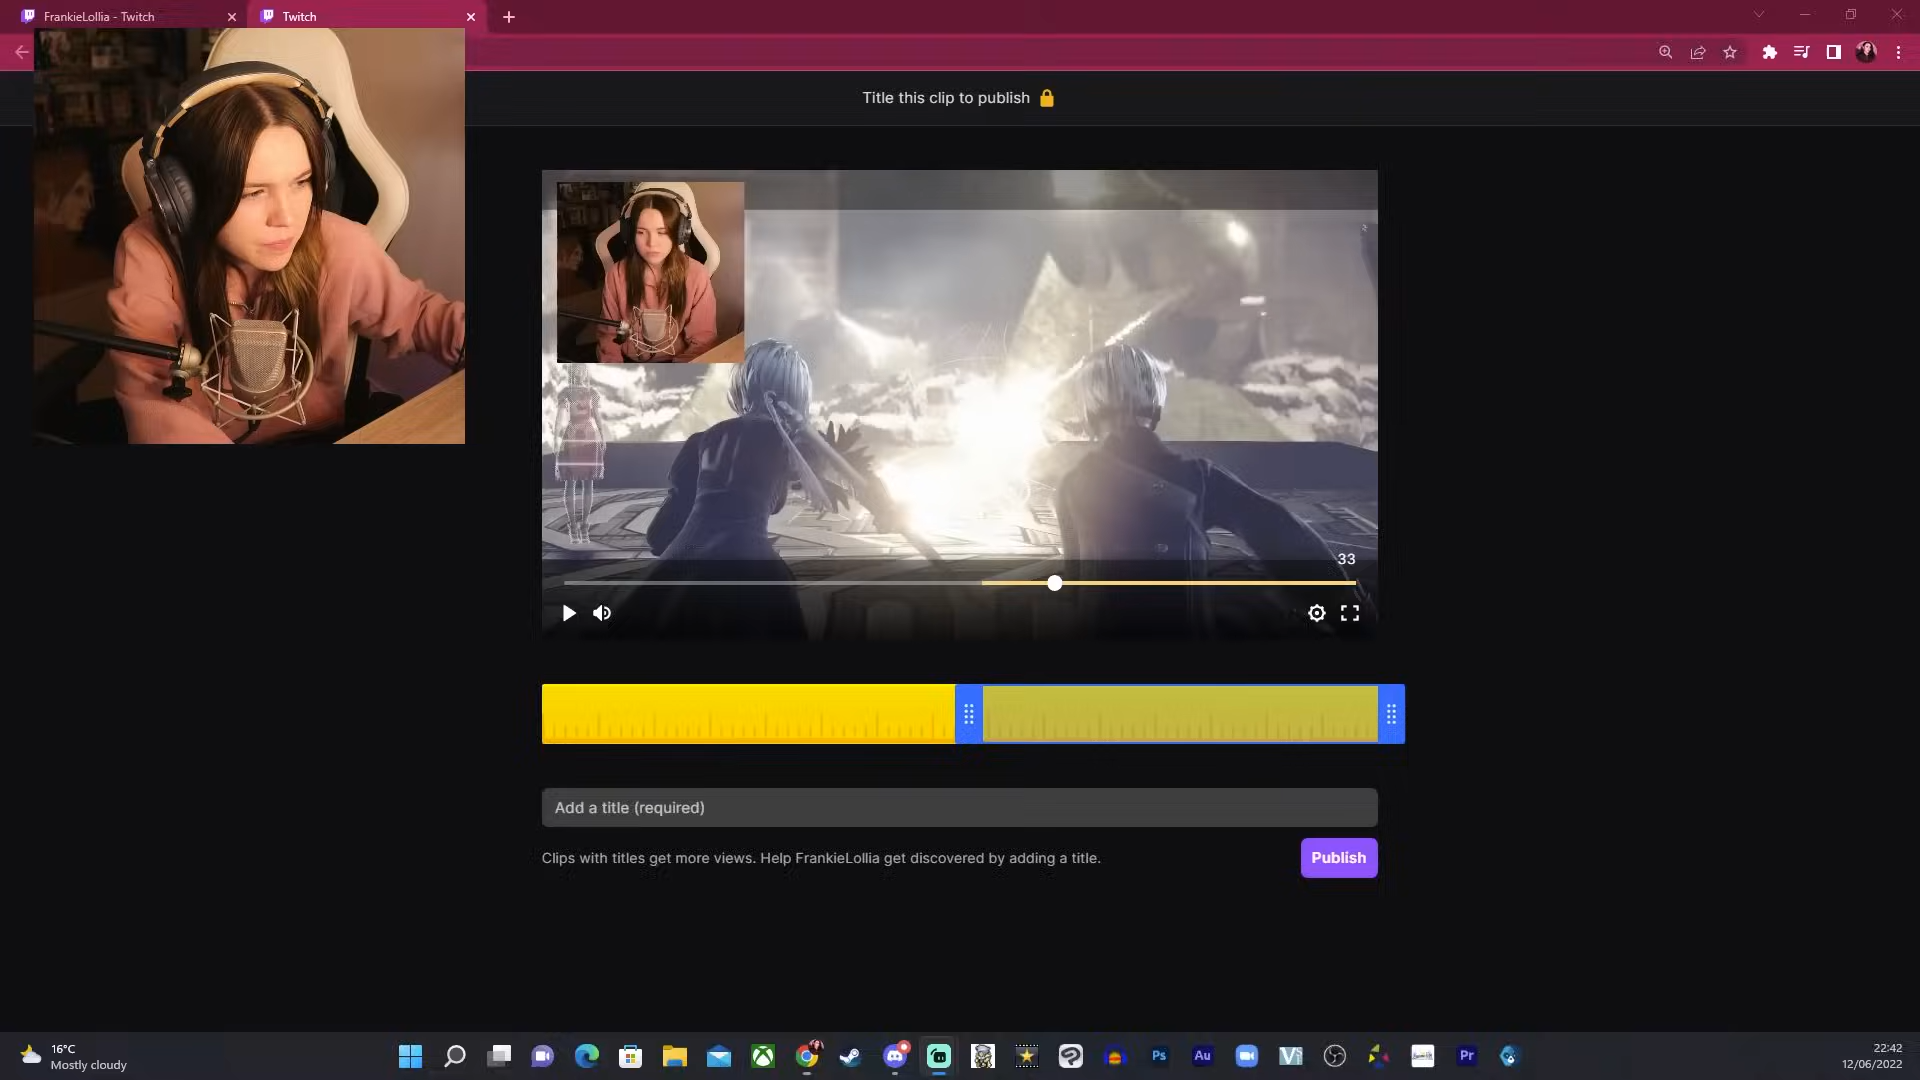 FrankieLollia - Twitch
Twitch
Title this clip to publish
33
Add a title (required)
Clips with titles get more views. Help FrankieLollia get discovered by adding a title.
Publish
16°C
Mostly cloudy
Ps
Au
Pr
22:42
12/06/2022